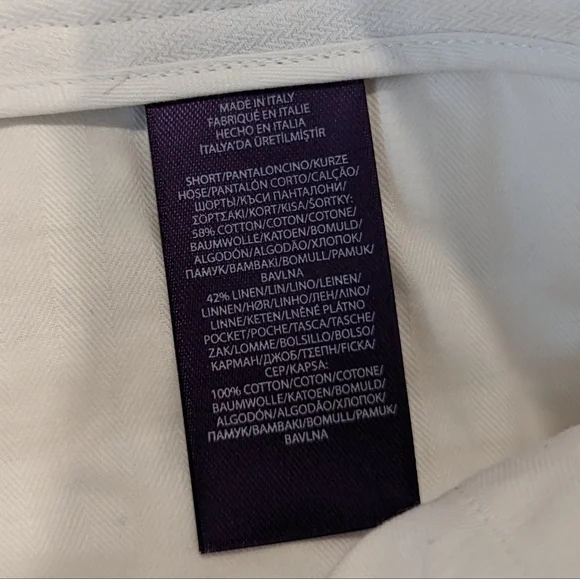 MADE IN ITALY
FABRIQUÉ EN ITALIE
HECHO EN ITALIA
İTALYA'DA ÜRETİLMİŞTİR
SHORT/PANTALONCINO/KURZE
HOSE/PANTALÓN CORTO/CALÇÃO/
ШОРТЫ/КЪСИ ПАНТАЛОНИ/
ΣΟΡΤΣΑΚΙ/KORT/KISA/ŠORTKY:
58% COTTON/COTON/COTONE/
BAUMWOLLE/KATOEN/BOMULD/
ALGODÓN/ALGODÃO/ХЛОПОК/
ПАМУК/ΒΑΜΒΑΚΙ/BOMULL/PAMUK/
BAVLNA
42% LINEN/LIN/LINO/LEINEN/
LINNEN/HØR/LINHO/ЛЕН/ΛΙΝΟ/
LINNE/KETEN/LNĚNÉ PLÁTNO
POCKET/POCHE/TASCA/TASCHE/
ZAK/LOMME/BOLSILLO/BOLSO/
КАРМАН/ДЖОБ/ΤΣΕΠΗ/FICKA/
CEP/KAPSA:
100% COTTON/COTON/COTONE/
BAUMWOLLE/KATOEN/BOMULD/
ALGODÓN/ALGODÃO/ХЛОПОК/
ПАМУК/ΒΑΜΒΑΚΙ/BOMULL/PAMUK/
BAVLNA